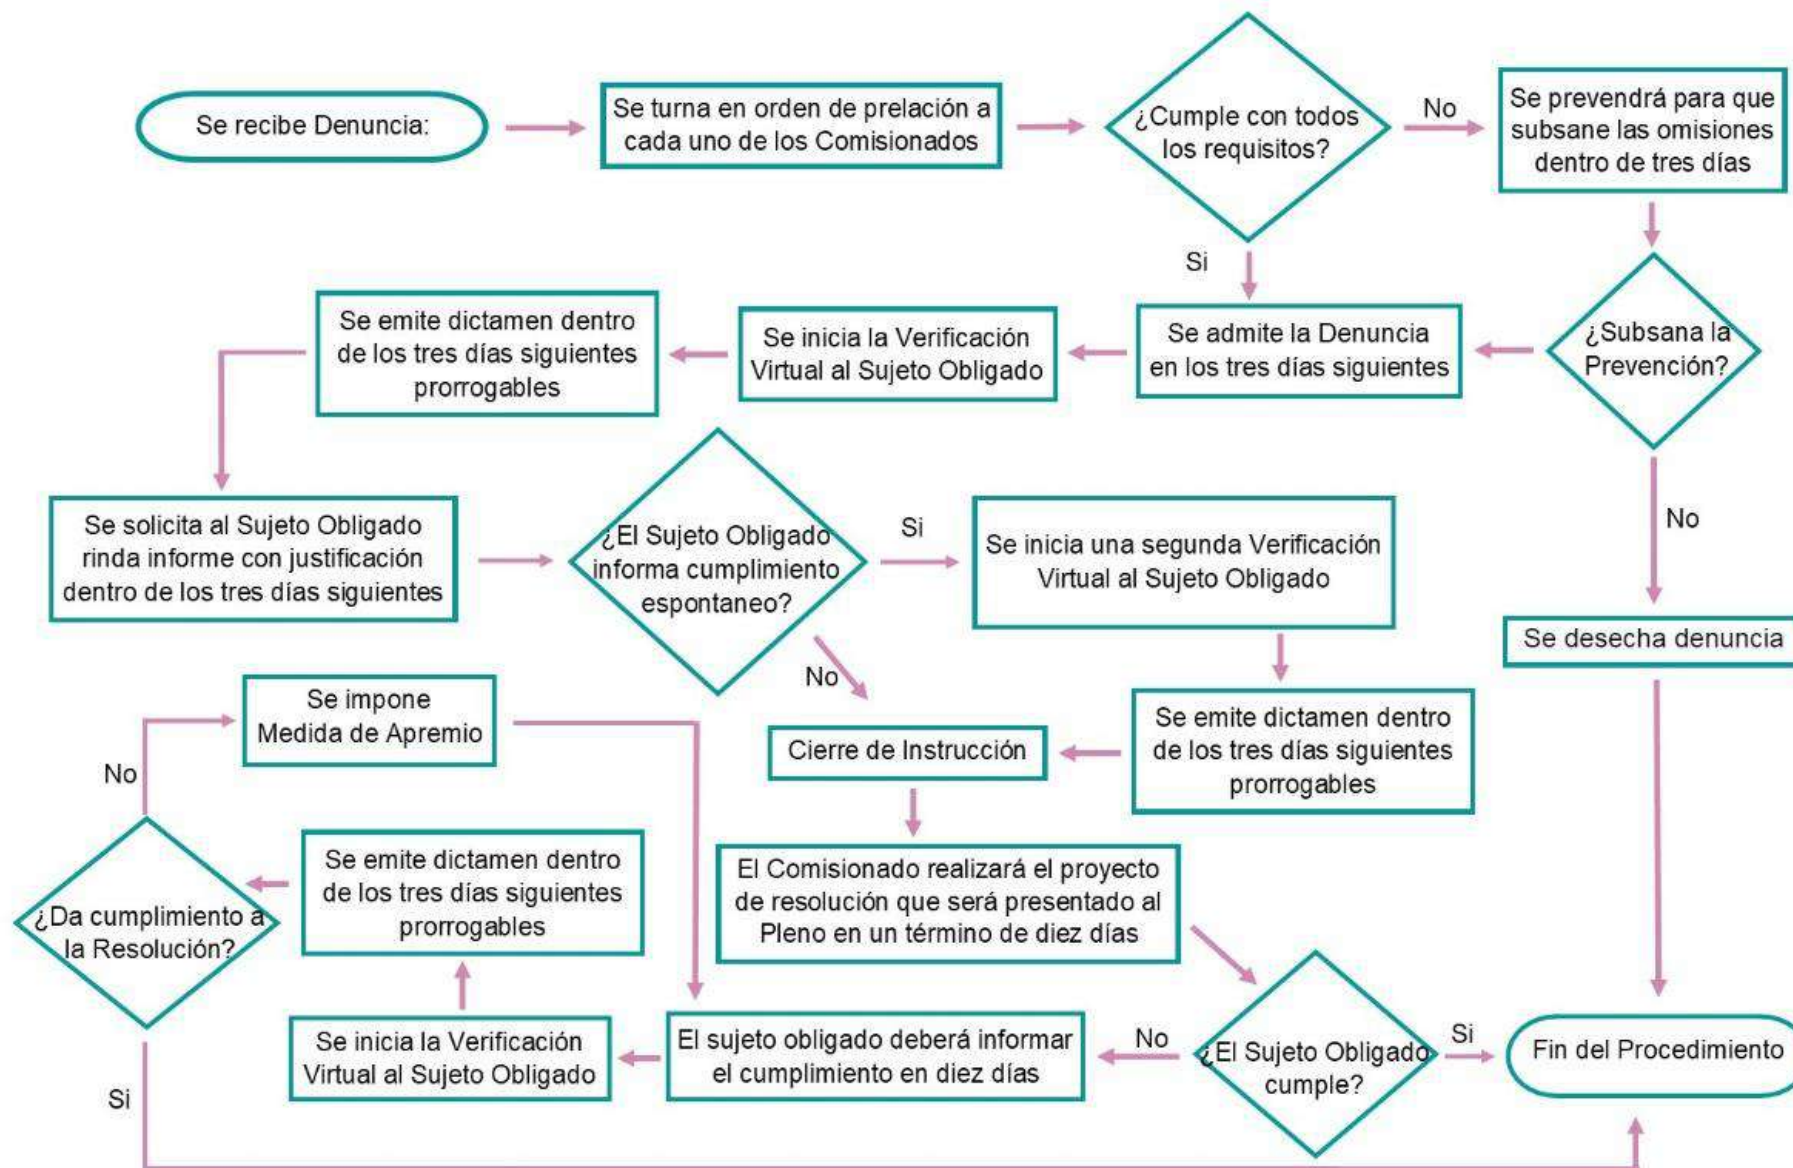 Se recibe Denuncia:
Se turna en orden de prelación a
cada uno de los Comisionados
¿Cumple con todos
los requisitos?
No
Se prevendrá para que
subsane las omisiones
dentro de tres días
Si
¿Subsana la
Prevención?
Se admite la Denuncia
en los tres días siguientes
Se inicia la Verificación
Virtual al Sujeto Obligado
Se emite dictamen dentro
de los tres días siguientes
prorrogables
No
Se desecha denuncia
Se solicita al Sujeto Obligado
rinda informe con justificación
dentro de los tres días siguientes
¿El Sujeto Obligado
informa cumplimiento
espontaneo?
Si
Se inicia una segunda Verificación
Virtual al Sujeto Obligado
No
Se emite dictamen dentro
de los tres días siguientes
prorrogables
Cierre de Instrucción
El Comisionado realizará el proyecto
de resolución que será presentado al
Pleno en un término de diez días
¿El Sujeto Obligado
cumple?
Si
Fin del Procedimiento
No
El sujeto obligado deberá informar
el cumplimiento en diez días
Se inicia la Verificación
Virtual al Sujeto Obligado
Se emite dictamen dentro
de los tres días siguientes
prorrogables
¿Da cumplimiento a
la Resolución?
No
Se impone
Medida de Apremio
Si